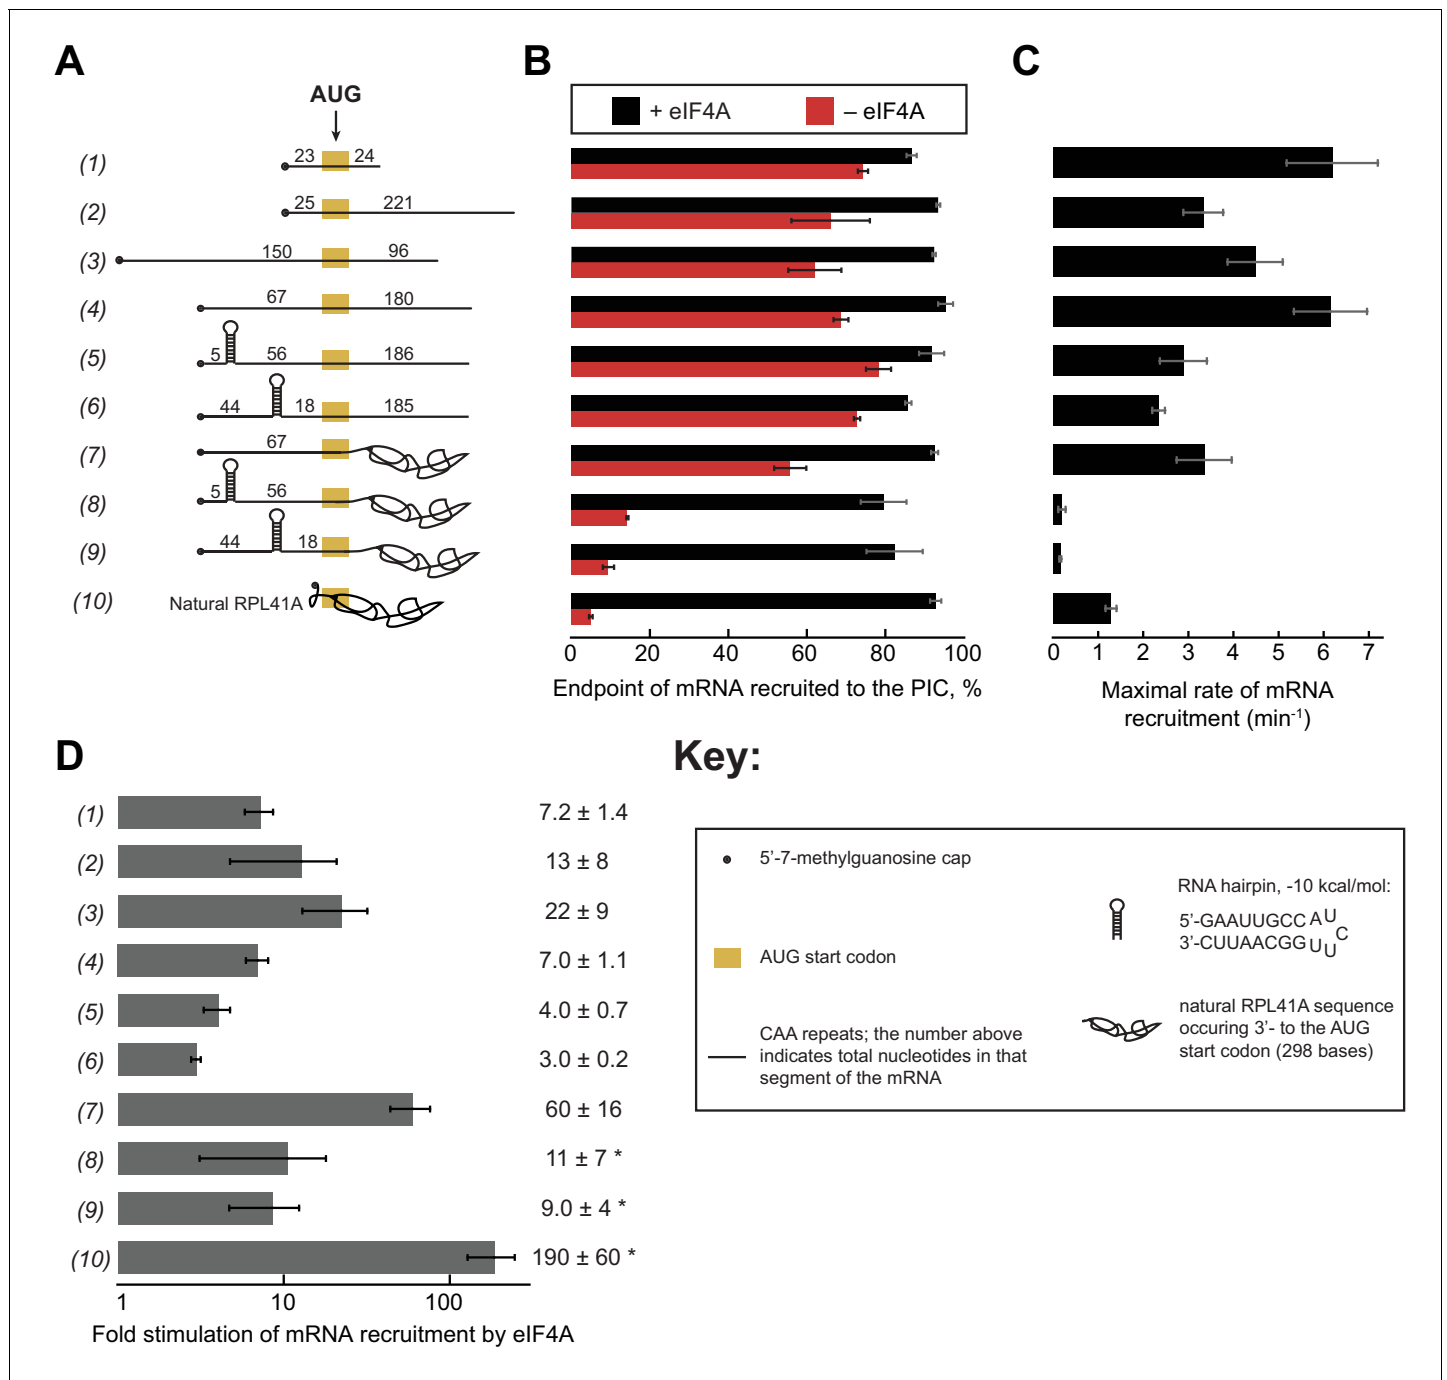 A
B
C
AUG
+ eIF4A
– eIF4A
(1)
23
24
(2)
25
221
(3)
150
96
(4)
67
180
(5)
5
56
186
(6)
44
18
185
(7)
67
(8)
5
56
(9)
44
18
(10)
Natural RPL41A
0 20 40 60 80 100
Endpoint of mRNA recruited to the PIC, %
0 1 2 3 4 5 6 7
Maximal rate of mRNA
recruitment (min-1)
D
(1)
7.2 ± 1.4
(2)
13 ± 8
(3)
22 ± 9
(4)
7.0 ± 1.1
(5)
4.0 ± 0.7
(6)
3.0 ± 0.2
(7)
60 ± 16
(8)
11 ± 7 *
(9)
9.0 ± 4 *
(10)
190 ± 60 *
1 10 100
Fold stimulation of mRNA recruitment by eIF4A
Key:
5'-7-methylguanosine cap
AUG start codon
CAA repeats; the number above
indicates total nucleotides in that
segment of the mRNA
RNA hairpin, -10 kcal/mol:
5'-GAAUUGCC A U
C
3'-CUUAACGG U U
natural RPL41A sequence
occuring 3'- to the AUG
start codon (298 bases)